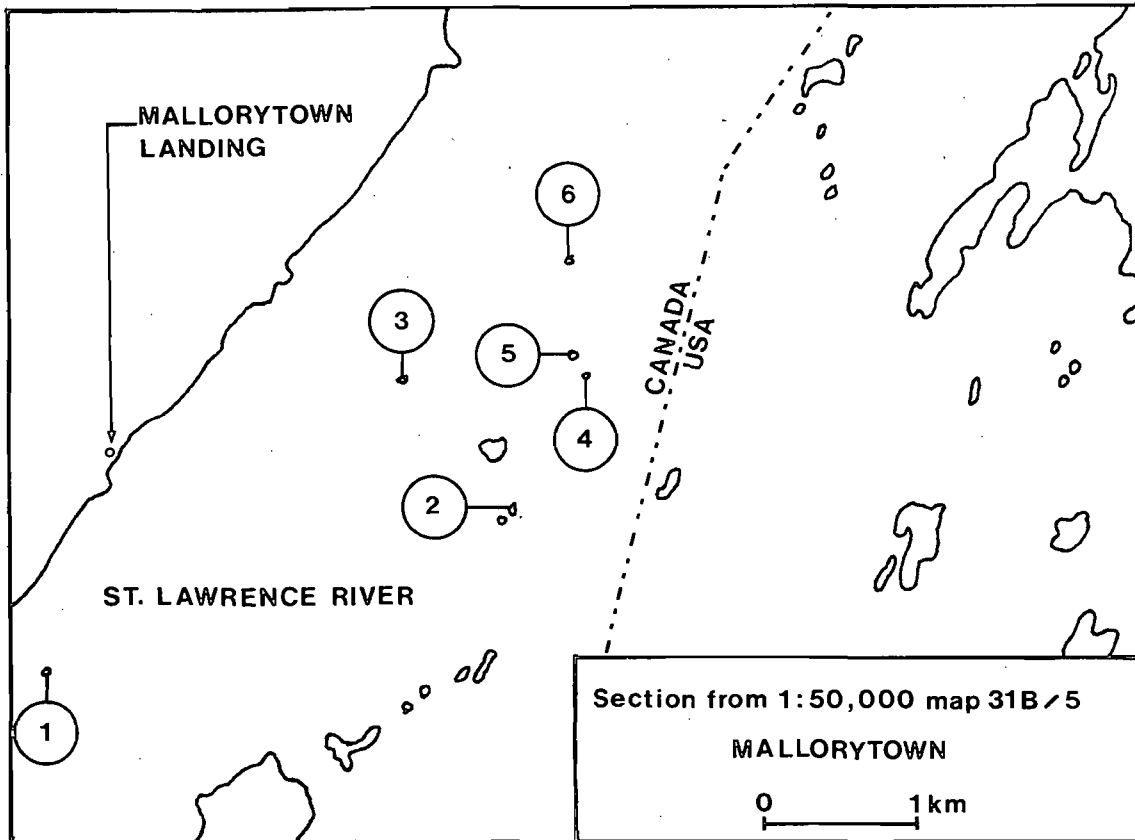 MALLORYTOWN
LANDING
6
3
5
CANADA
USA
4
2
ST. LAWRENCE RIVER
1
Section from 1:50,000 map 31B/5
MALLORYTOWN
0 1 km